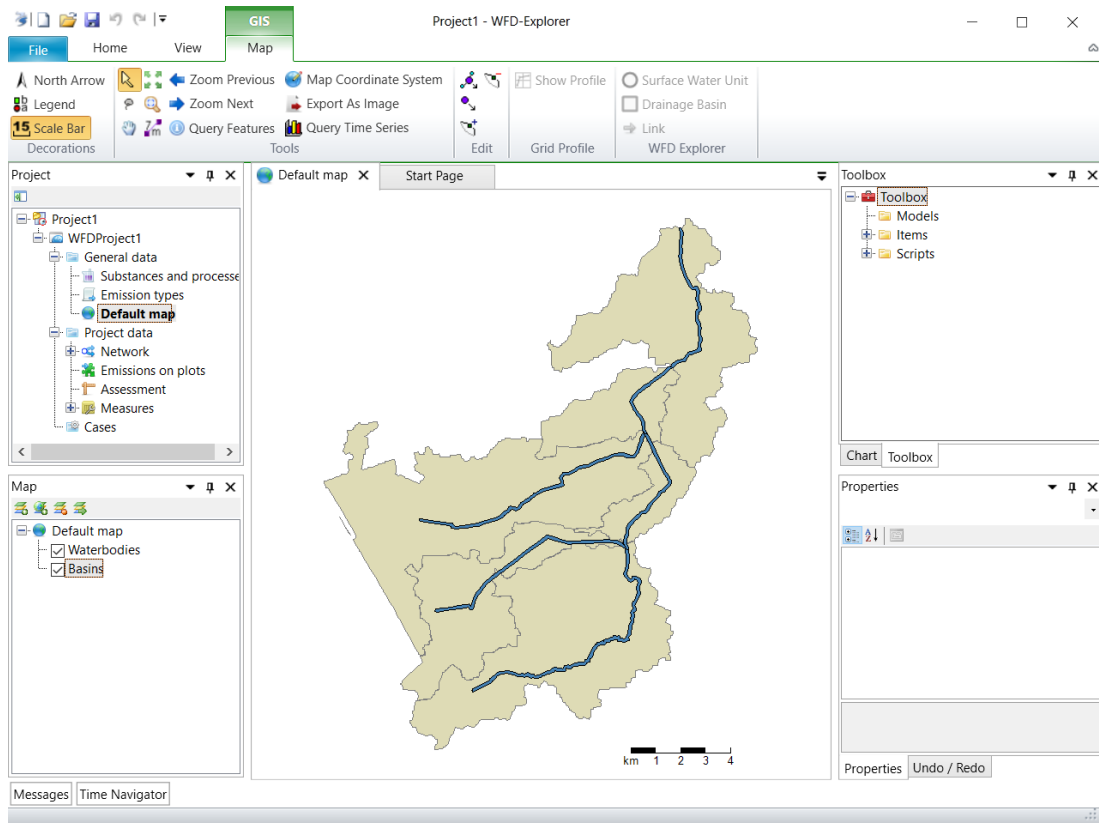 GIS
Project1 - WFD-Explorer
File Home View Map
North Arrow Zoom Previous Map Coordinate System Show Profile Surface Water Unit
Legend Zoom Next Export As Image Drainage Basin
15 Scale Bar Query Features Query Time Series Link
Decorations Tools Edit Grid Profile WFD Explorer
Project
Project1
WFDProject1
General data
Substances and processe
Emission types
Default map
Project data
Network
Emissions on plots
Assessment
Measures
Cases
Map
Default map
Waterbodies
Basins
Default map Start Page
km 1 2 3 4
Toolbox
Toolbox
Models
Items
Scripts
Chart Toolbox
Properties
Properties Undo / Redo
Messages Time Navigator